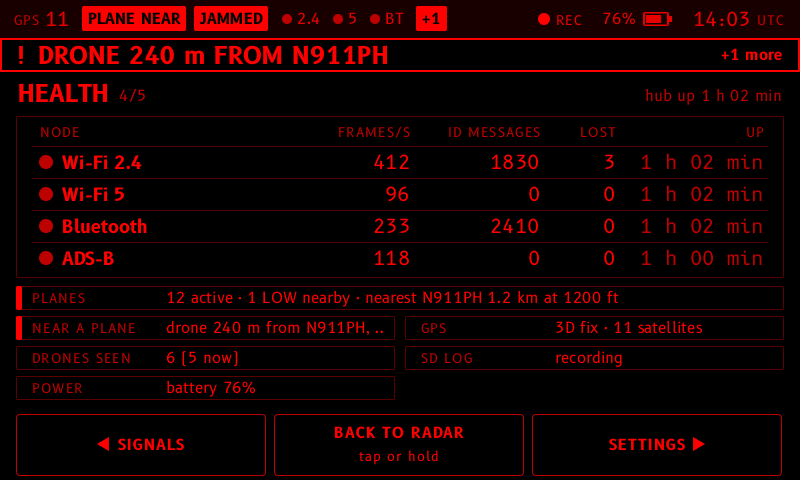 GPS 11 PLANE NEAR JAMMED 2.4 5 BT +1 REC 76% 14:03 UTC
! DRONE 240 m FROM N911PH +1 more
HEALTH 4/5 hub up 1 h 02 min
NODE FRAMES/S ID MESSAGES LOST UP
Wi-Fi 2.4 412 1830 3 1 h 02 min
Wi-Fi 5 96 0 0 1 h 02 min
Bluetooth 233 2410 0 1 h 02 min
ADS-B 118 0 0 1 h 00 min
PLANES 12 active · 1 LOW nearby · nearest N911PH 1.2 km at 1200 ft
NEAR A PLANE drone 240 m from N911PH, .. GPS 3D fix · 11 satellites
DRONES SEEN 6 [5 now] SD LOG recording
POWER battery 76%
◀ SIGNALS BACK TO RADAR SETTINGS ▶
tap or hold